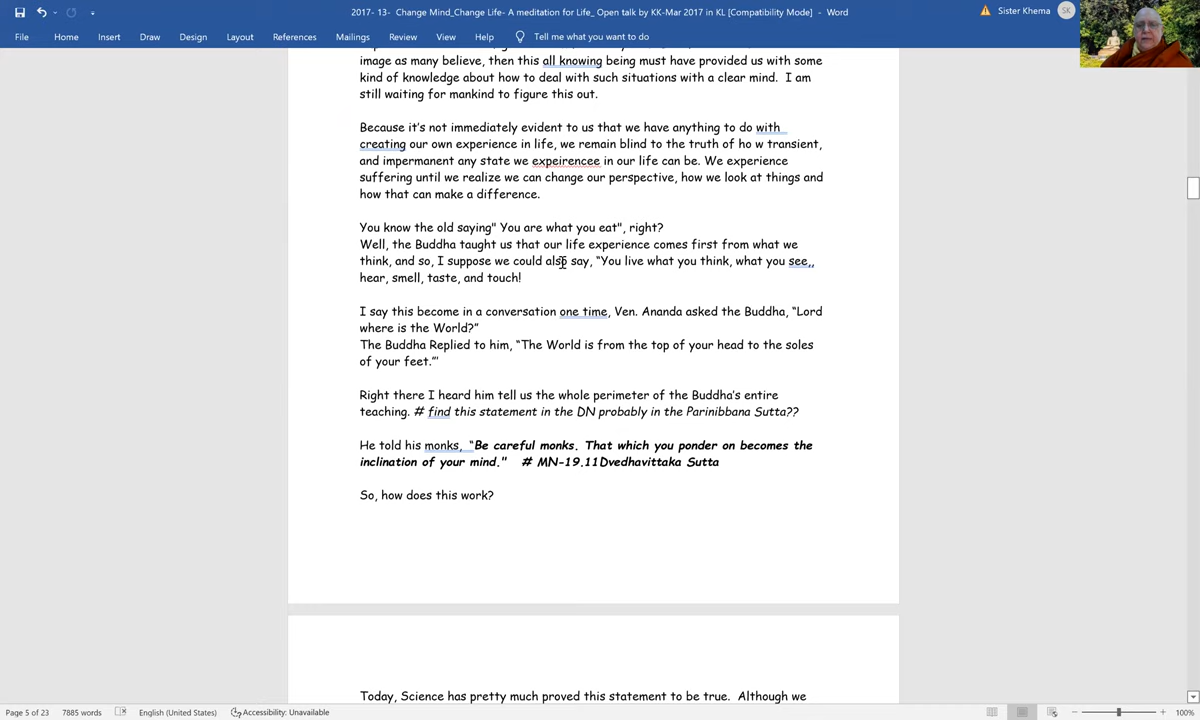 2017- 13-  Change Mind_Change Life- A meditation for Life_ Open talk by KK-Mar 2017 in KL [Compatibility Mode]  -  Word
Sister Khema
SK
File
Home
Insert
Draw
Design
Layout
References
Mailings
Review
View
Help
Tell me what you want to do
image as many believe, then this all knowing being must have provided us with some
kind of knowledge about how to deal with such situations with a clear mind.  I am
still waiting for mankind to figure this out.
Because it's not immediately evident to us that we have anything to do with
creating our own experience in life, we remain blind to the truth of ho w transient,
and impermanent any state we expeirencee in our life can be. We experience
suffering until we realize we can change our perspective, how we look at things and
how that can make a difference.
You know the old saying" You are what you eat", right?
Well, the Buddha taught us that our life experience comes first from what we
think, and so, I suppose we could also say, “You live what you think, what you see,,
hear, smell, taste, and touch!
I say this become in a conversation one time, Ven. Ananda asked the Buddha, “Lord
where is the World?”
The Buddha Replied to him, “The World is from the top of your head to the soles
of your feet.”’
Right there I heard him tell us the whole perimeter of the Buddha’s entire
teaching. # find this statement in the DN probably in the Parinibbana Sutta??
He told his monks, “Be careful monks. That which you ponder on becomes the
inclination of your mind."   # MN-19.11Dvedhavittaka Sutta
So, how does this work?
Today, Science has pretty much proved this statement to be true.  Although we
Page 5 of 23
7885 words
English (United States)
Accessibility: Unavailable
100%